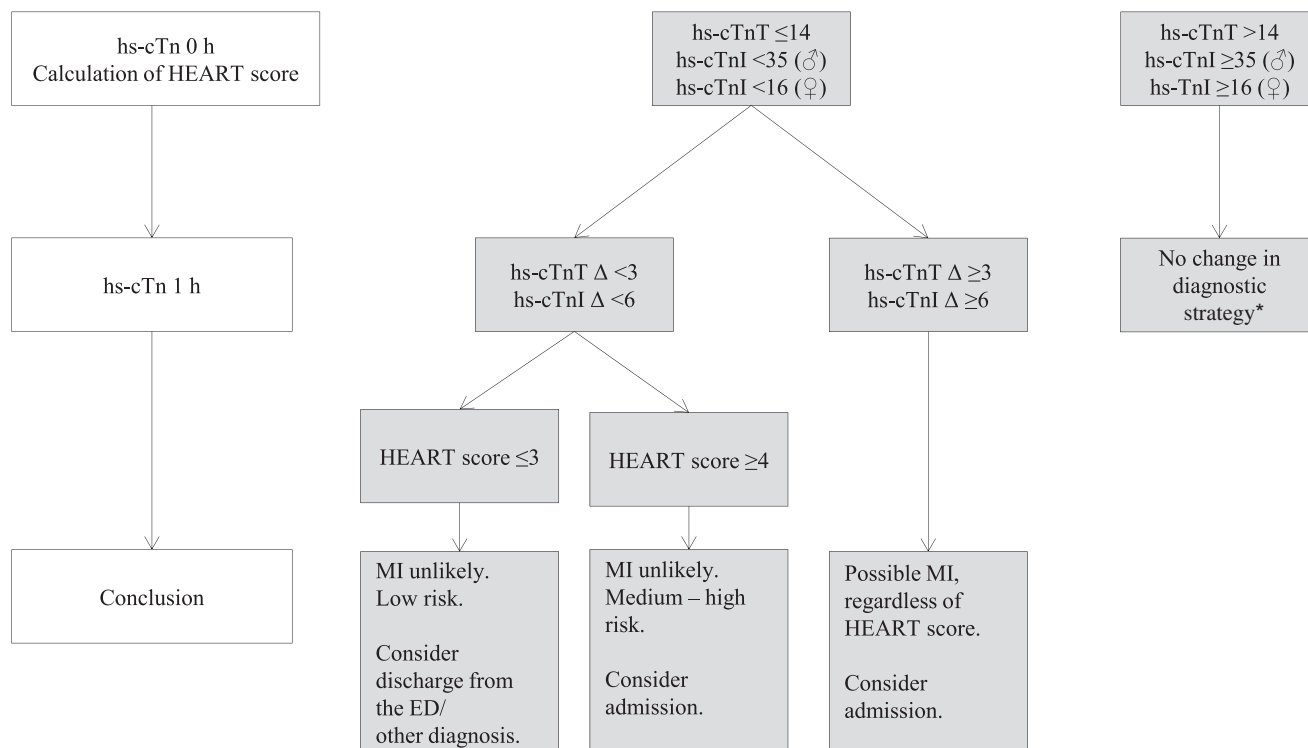 hs-cTn 0 h
Calculation of HEART score
hs-cTnT ≤14
hs-cTnI <35 (♂)
hs-cTnI <16 (♀)
hs-cTnT >14
hs-cTnI ≥35 (♂)
hs-TnI ≥16 (♀)
hs-cTn 1 h
hs-cTnT Δ <3
hs-cTnI Δ <6
hs-cTnT Δ ≥3
hs-cTnI Δ ≥6
No change in
diagnostic
strategy*
HEART score ≤3
HEART score ≥4
Conclusion
MI unlikely.
Low risk.
Consider
discharge from
the ED/
other diagnosis.
MI unlikely.
Medium – high
risk.
Consider
admission.
Possible MI,
regardless of
HEART score.
Consider
admission.